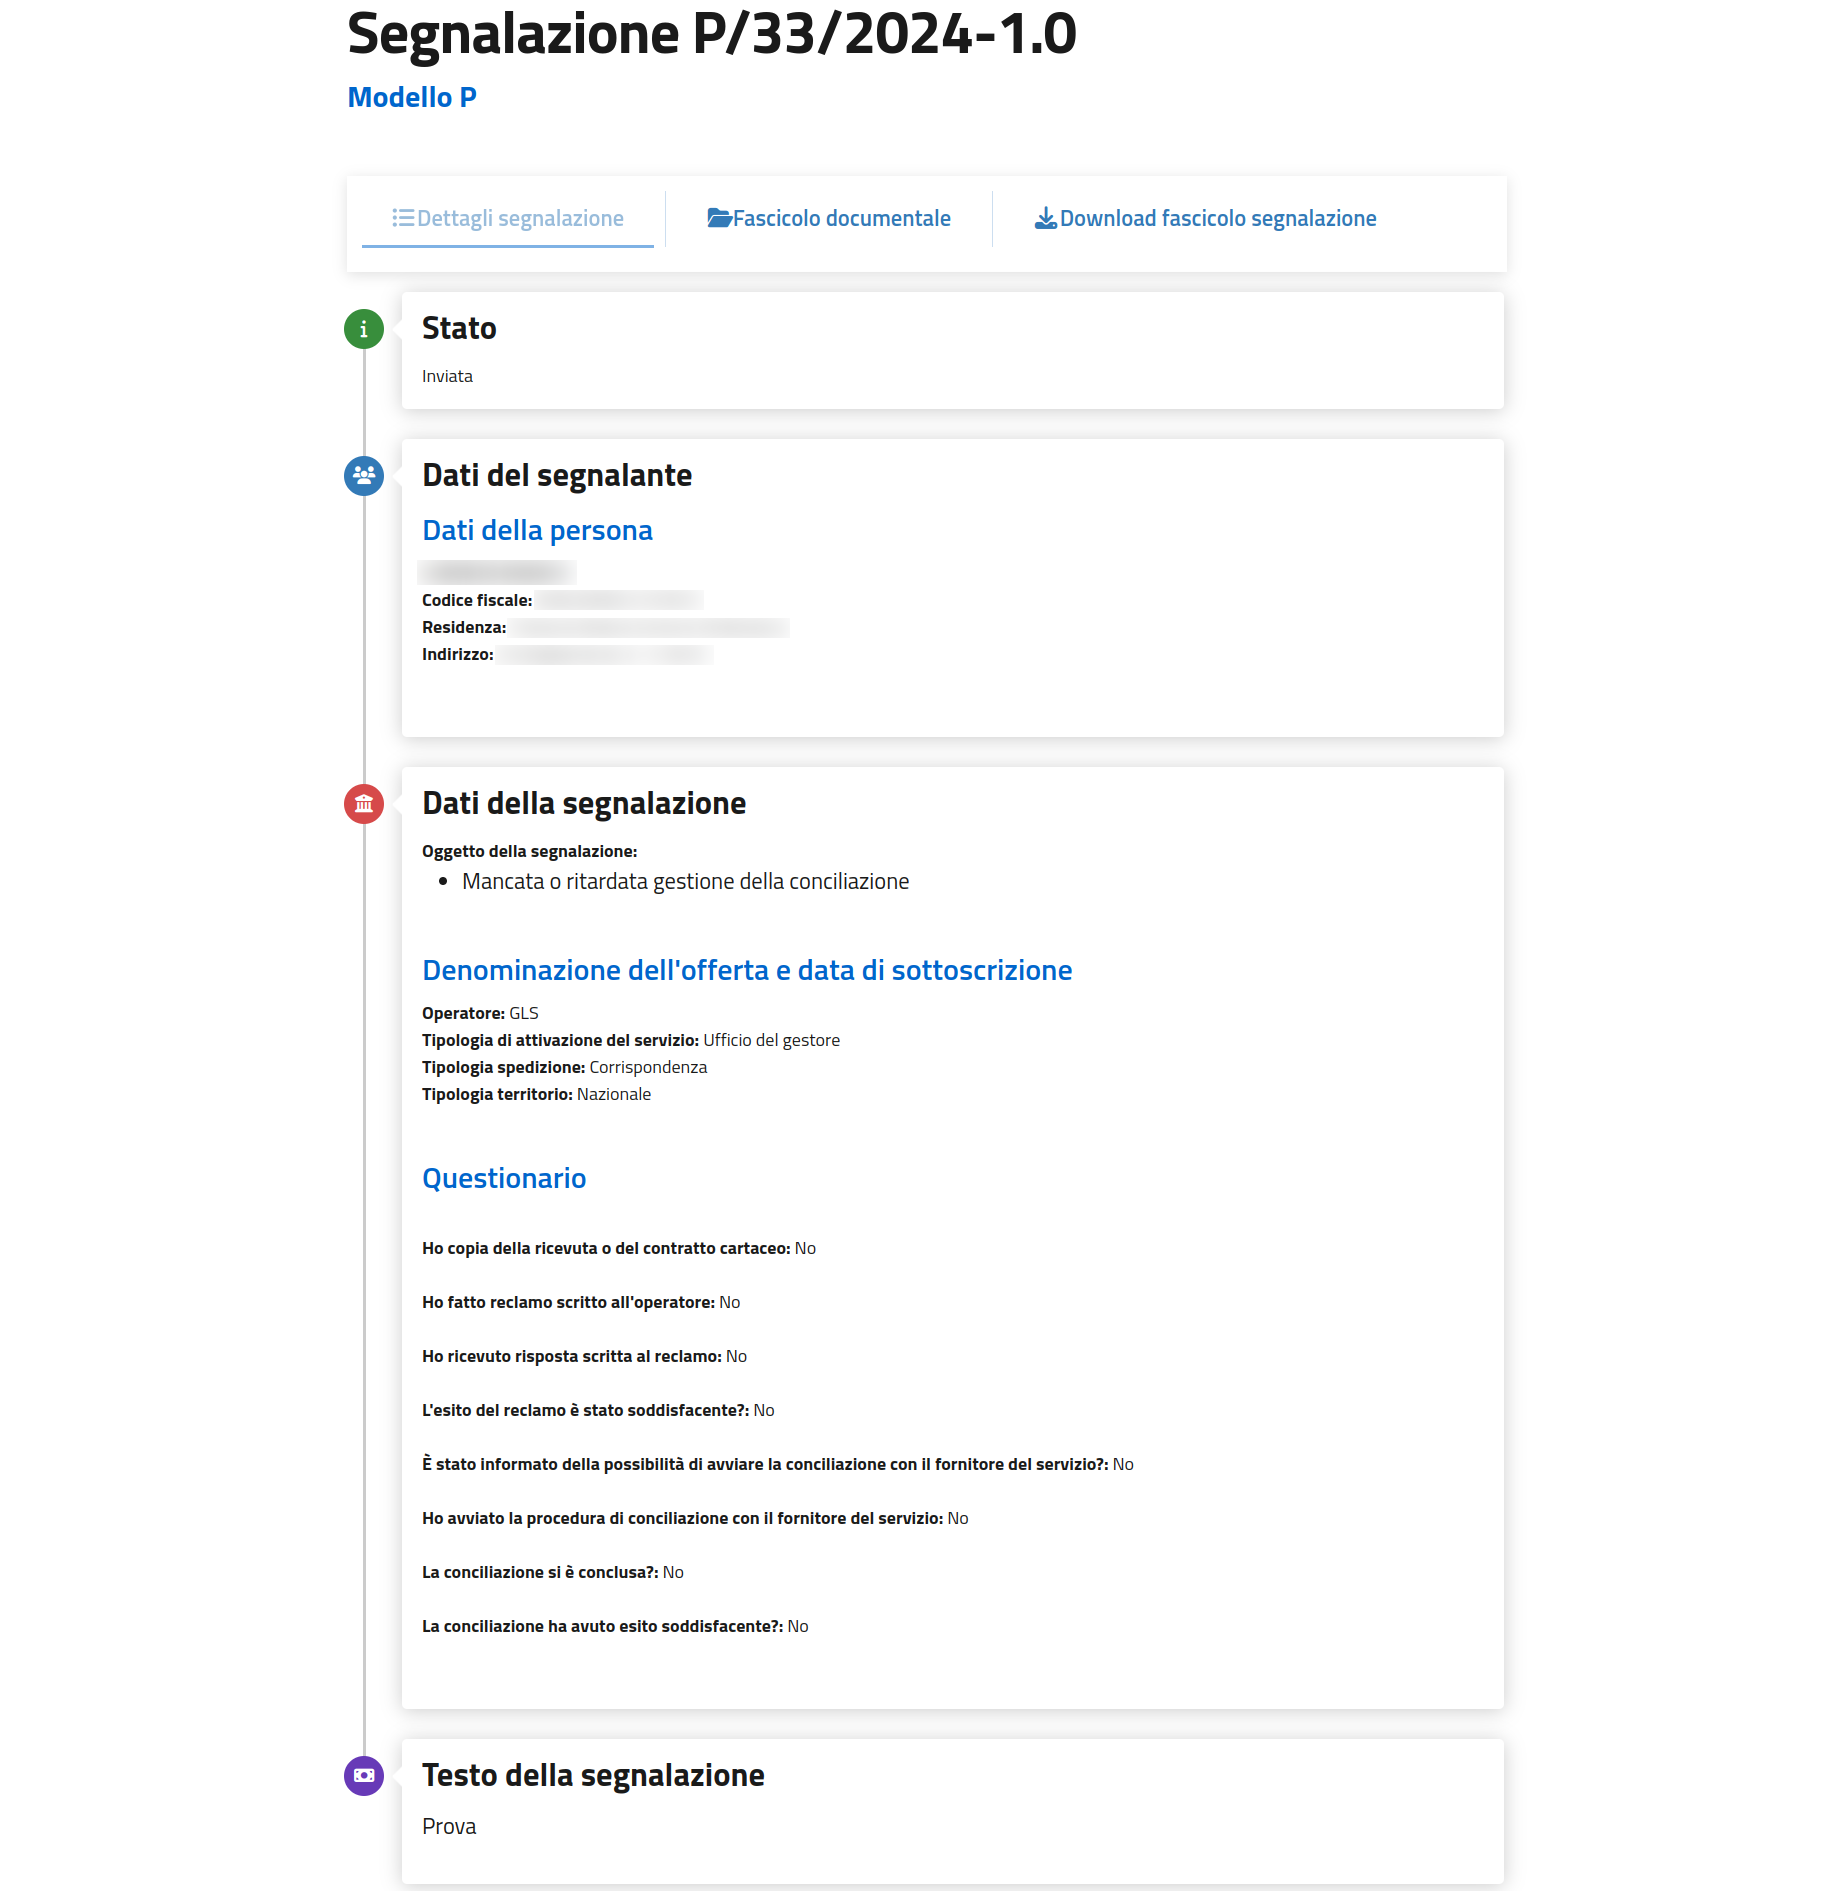 Segnalazione P/33/2024-1.0
Modello P
Dettagli segnalazione
Fascicolo documentale
Download fascicolo segnalazione
Stato
Inviata
Dati del segnalante
Dati della persona
Codice fiscale:
Residenza:
Indirizzo:
Dati della segnalazione
Oggetto della segnalazione:
Mancata o ritardata gestione della conciliazione
Denominazione dell'offerta e data di sottoscrizione
Operatore: GLS
Tipologia di attivazione del servizio: Ufficio del gestore
Tipologia spedizione: Corrispondenza
Tipologia territorio: Nazionale
Questionario
Ho copia della ricevuta o del contratto cartaceo: No
Ho fatto reclamo scritto all'operatore: No
Ho ricevuto risposta scritta al reclamo: No
L'esito del reclamo è stato soddisfacente?: No
È stato informato della possibilità di avviare la conciliazione con il fornitore del servizio?: No
Ho avviato la procedura di conciliazione con il fornitore del servizio: No
La conciliazione si è conclusa?: No
La conciliazione ha avuto esito soddisfacente?: No
Testo della segnalazione
Prova